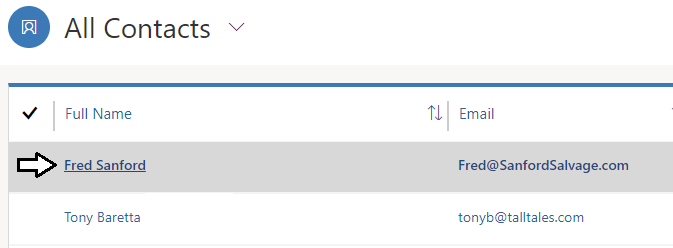 All Contacts
Full Name Email
Fred Sanford Fred@SanfordSalvage.com
Tony Baretta tonyb@talltales.com